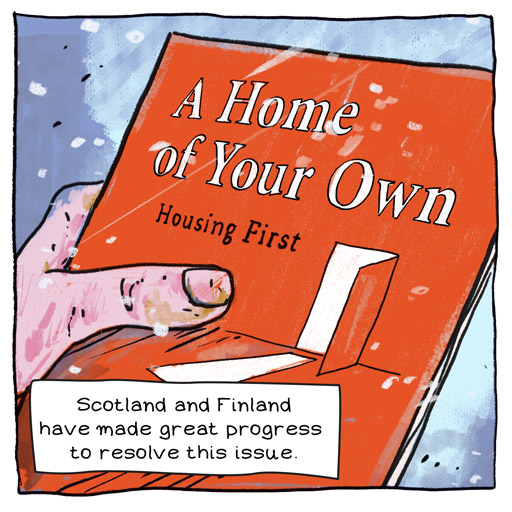 A Home
of Your Own
Housing First
Scotland and Finland
have made great progress
to resolve this issue.